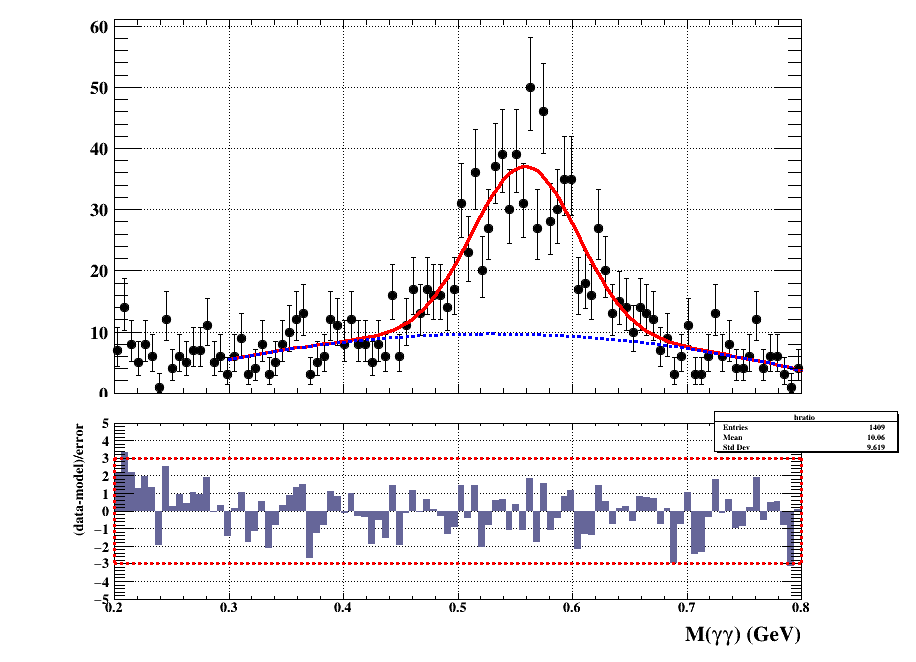 60
50
40
30
20
10
0
hratio
Entries 1409
Mean 10.06
Std Dev 9.619
(data-model)/error
5
4
3
2
1
0
−1
−2
−3
−4
−5
0.2 0.3 0.4 0.5 0.6 0.7 0.8
M(γγ) (GeV)